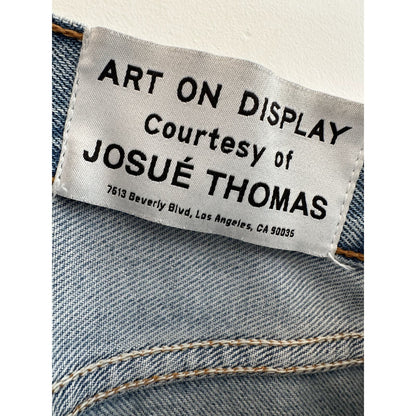 ART ON DISPLAY
Courtesy of
JOSUÉ THOMAS
7613 Beverly Blvd, Los Angeles, CA 90035